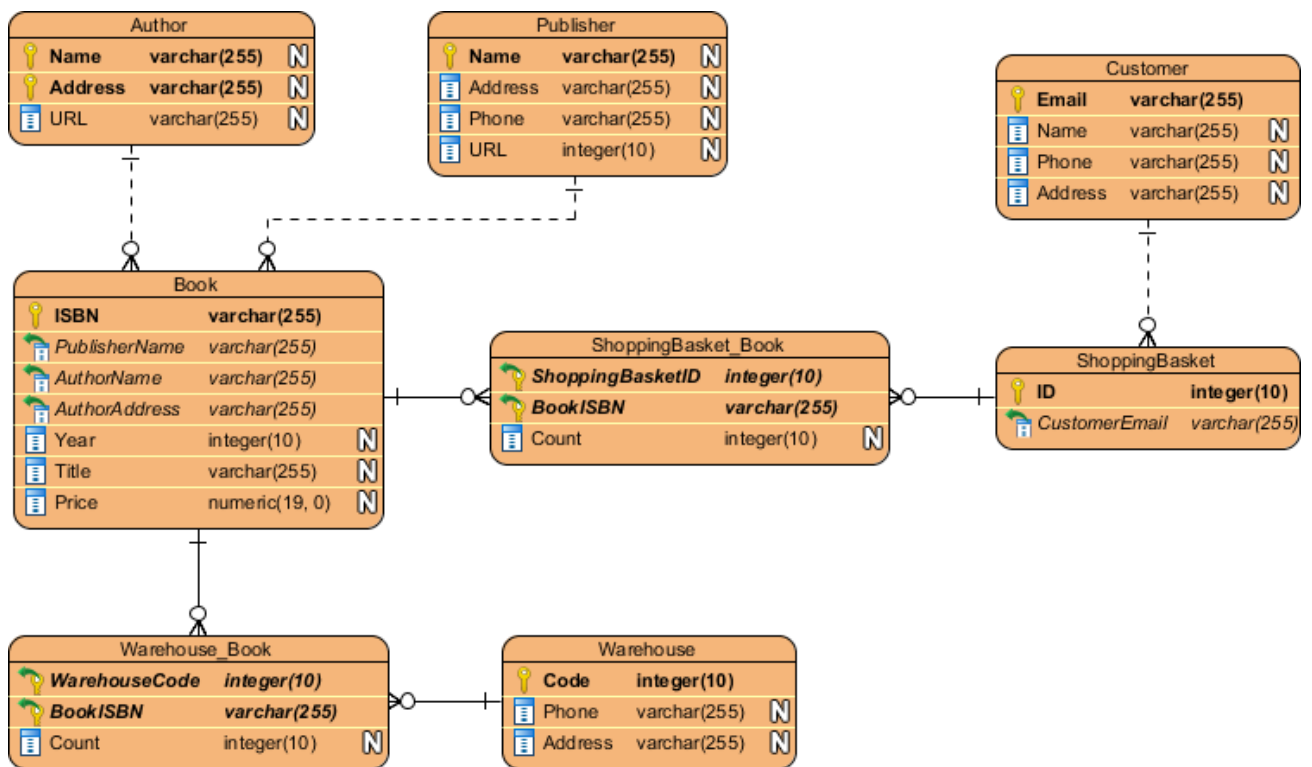 Author
Name varchar(255) N
Address varchar(255) N
URL varchar(255) N
Publisher
Name varchar(255) N
Address varchar(255) N
Phone varchar(255) N
URL integer(10) N
Customer
Email varchar(255)
Name varchar(255) N
Phone varchar(255) N
Address varchar(255) N
Book
ISBN varchar(255)
PublisherName varchar(255)
AuthorName varchar(255)
AuthorAddress varchar(255)
Year integer(10) N
Title varchar(255) N
Price numeric(19, 0) N
ShoppingBasket_Book
ShoppingBasketID integer(10)
BookISBN varchar(255)
Count integer(10) N
ShoppingBasket
ID integer(10)
CustomerEmail varchar(255)
Warehouse_Book
WarehouseCode integer(10)
BookISBN varchar(255)
Count integer(10) N
Warehouse
Code integer(10)
Phone varchar(255) N
Address varchar(255) N